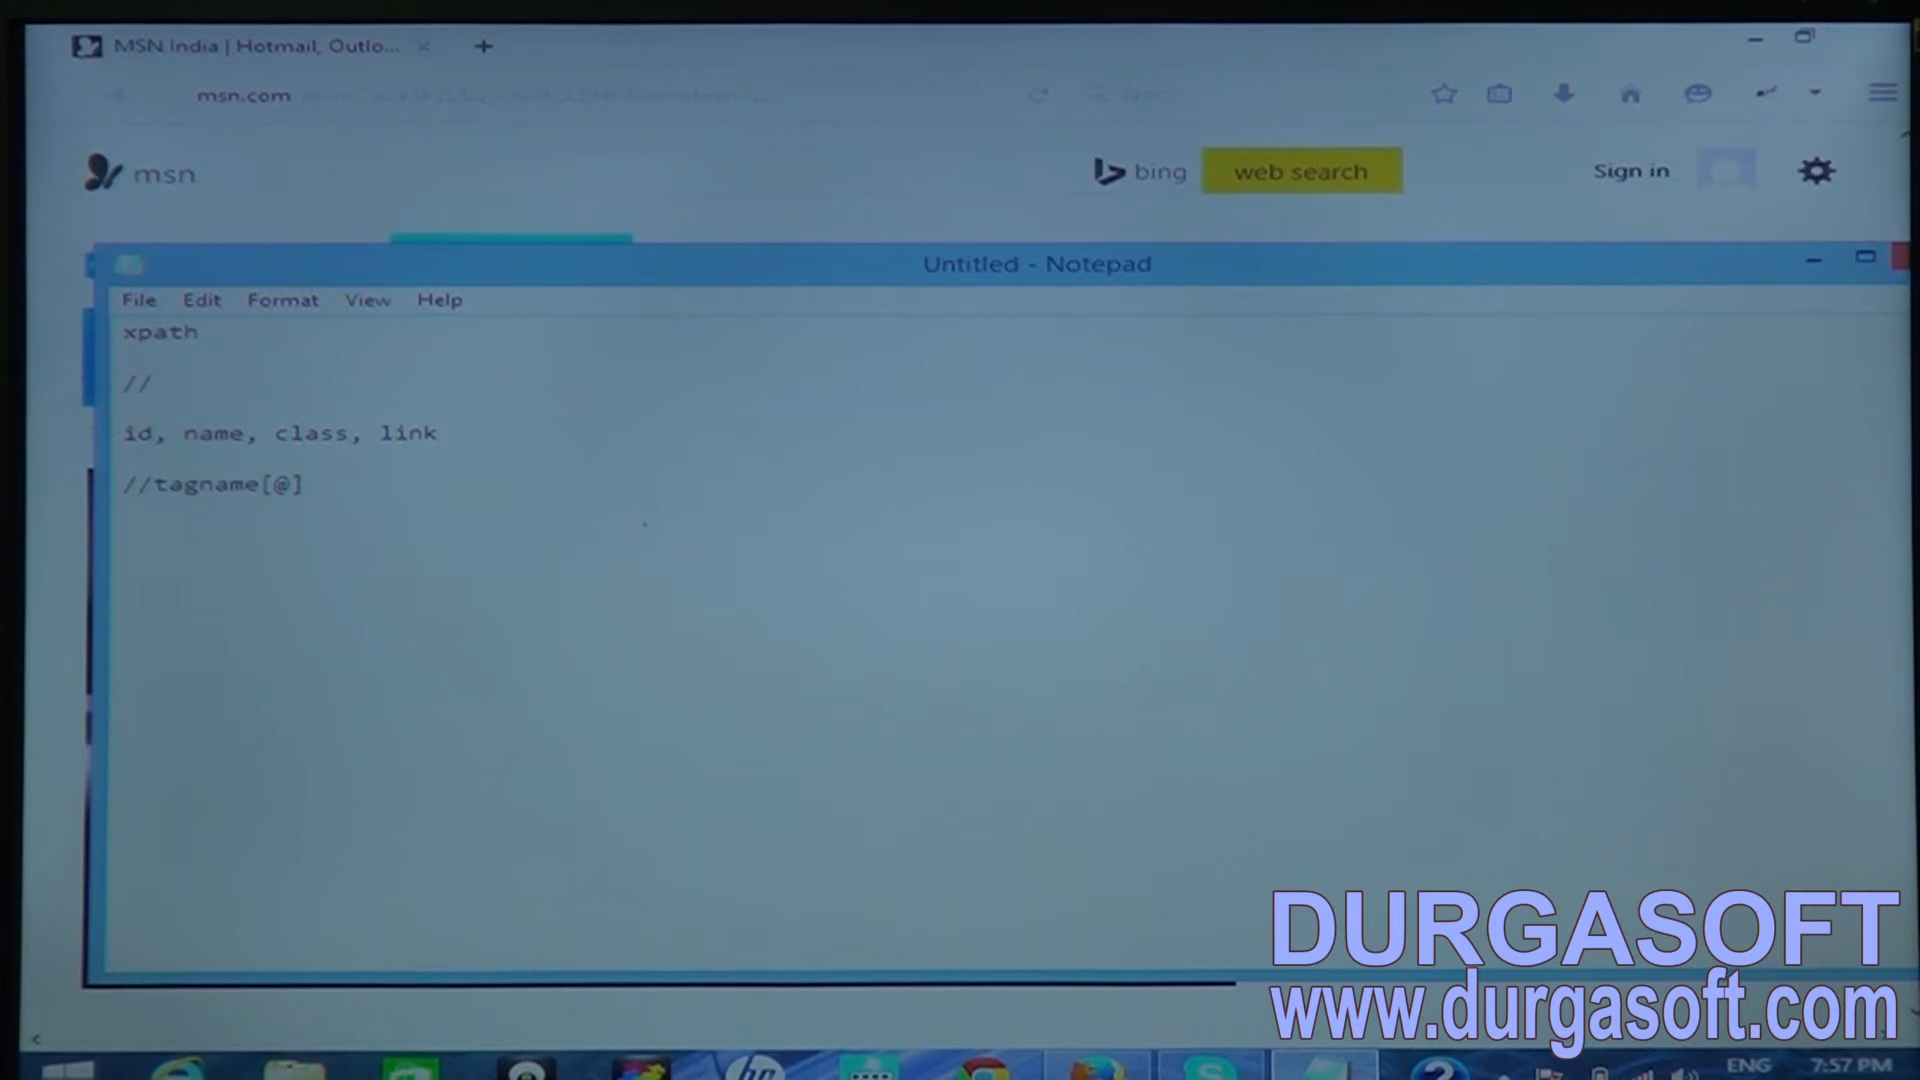 MSN India | Hotmail, Outlo...
msn.com
msn
bing
web search
Sign in
Untitled - Notepad
File Edit Format View Help
xpath
//
id, name, class, link
//tagname[@]
DURGASOFT
www.durgasoft.com
hp
ENG
7:57 PM